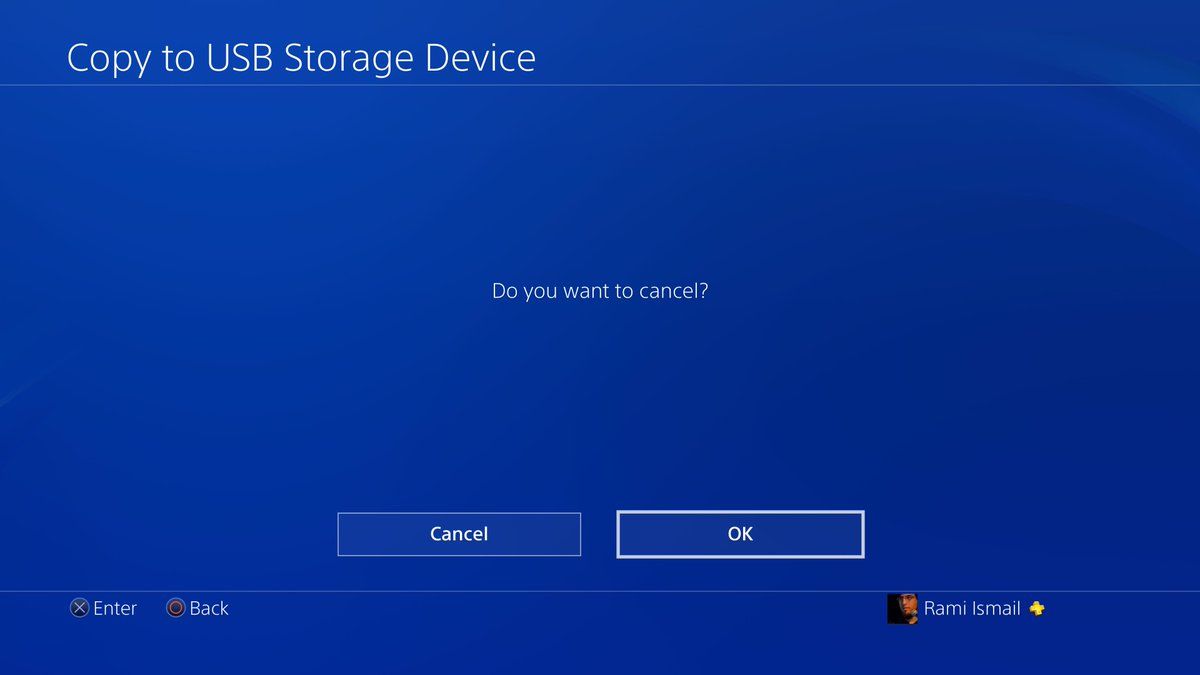 Copy to USB Storage Device
Do you want to cancel?
Cancel
OK
Enter
Back
Rami Ismail